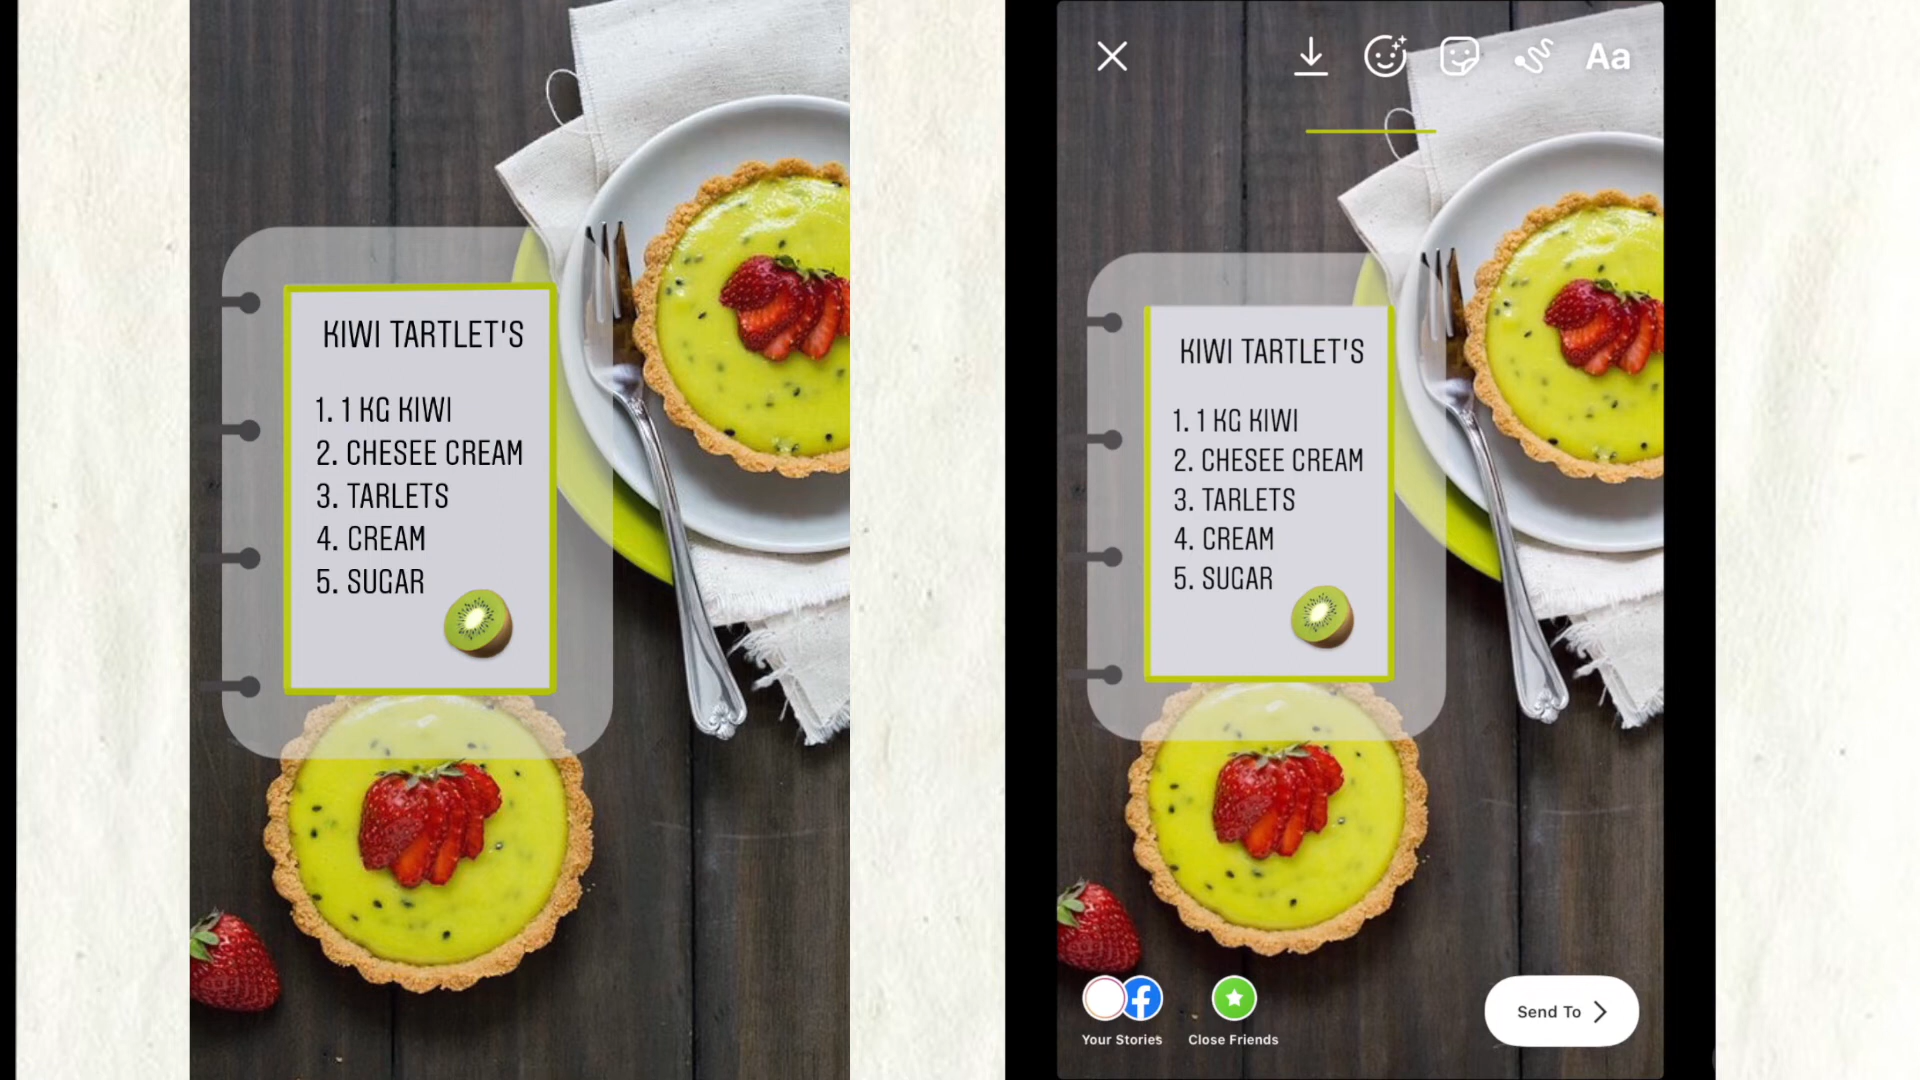 KIWI TARTLET'S
1. 1 KG KIWI
2. CHESEE CREAM
3. TARLETS
4. CREAM
5. SUGAR
Aa
KIWI TARTLET'S
1. 1 KG KIWI
2. CHESEE CREAM
3. TARLETS
4. CREAM
5. SUGAR
Your Stories
Close Friends
Send To